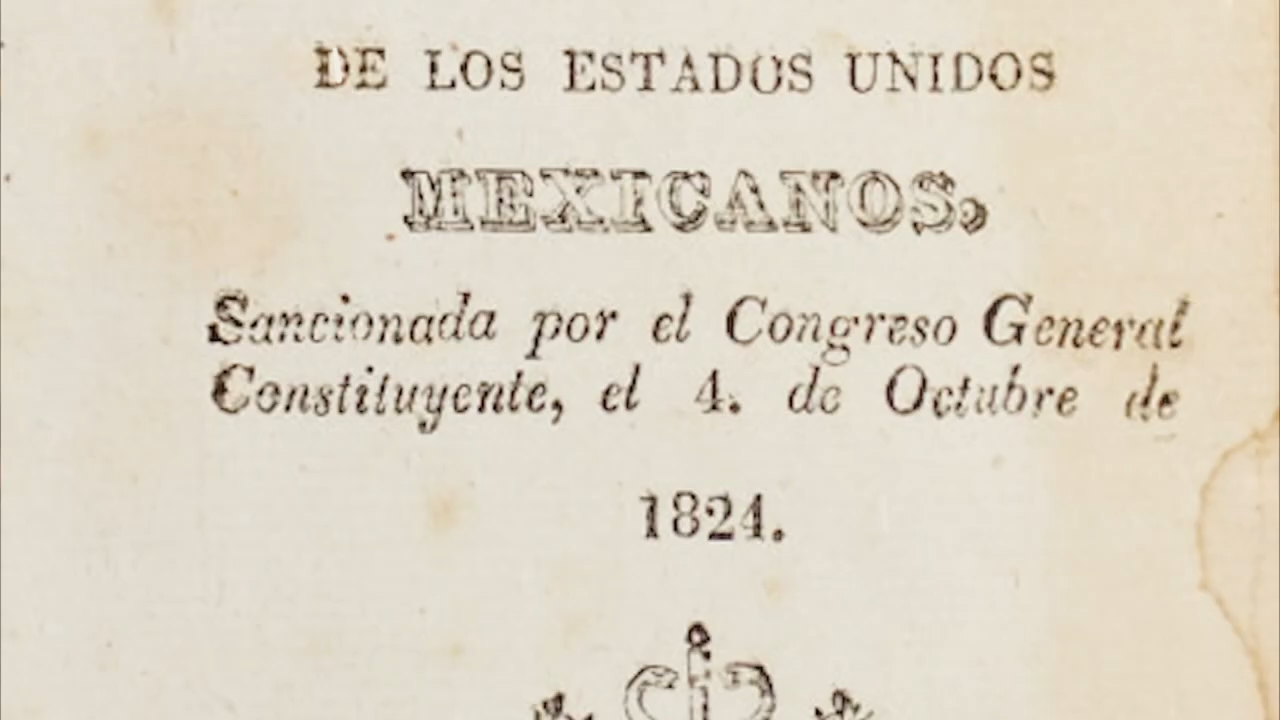 DE LOS ESTADOS UNIDOS
MEXICANOS,
Sancionada por el Congreso General
Constituyente, el 4. de Octubre de
1824.